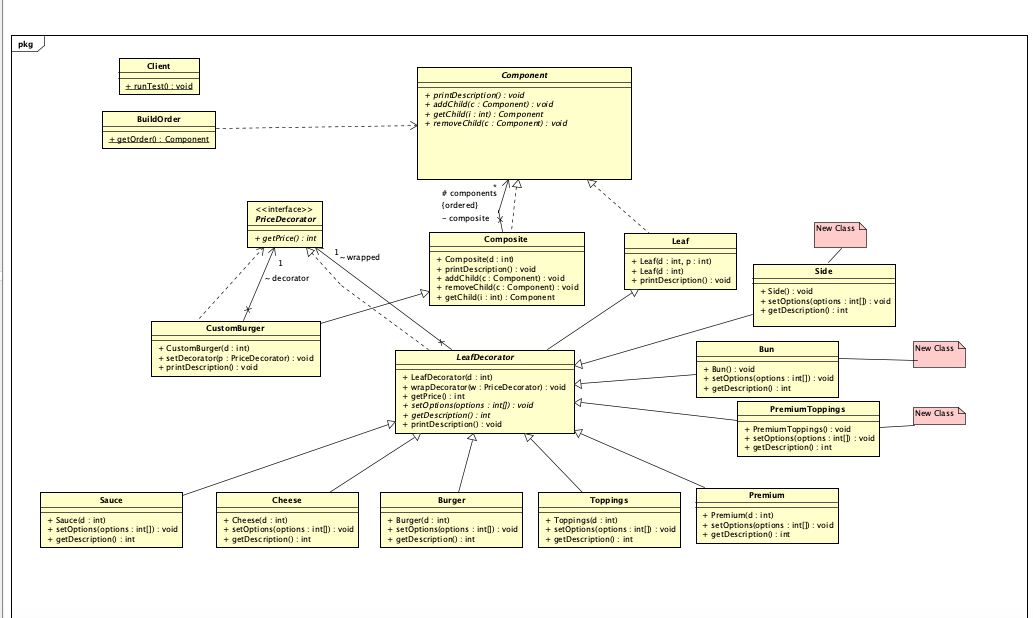 pkg
Client
+ runTest() : void
BuildOrder
+ getOrder() : Component
Component
+ printDescription() : void
+ addChild(c : Component) : void
+ getChild(i : int) : Component
+ removeChild(c : Component) : void
*
# components
{ordered}
~ composite
<<interface>>
PriceDecorator
+ getPrice() : int
1
~ decorator
1
~ wrapped
Composite
+ Composite(d : int)
+ printDescription() : void
+ addChild(c : Component) : void
+ removeChild(c : Component) : void
+ getChild(i : int) : Component
Leaf
+ Leaf(d : int, p : int)
+ Leaf(d : int)
+ printDescription() : void
New Class
Side
+ Side() : void
+ setOptions(options : int[]) : void
+ getDescription() : int
CustomBurger
+ CustomBurger(d : int)
+ setDecorator(p : PriceDecorator) : void
+ printDescription() : void
LeafDecorator
+ LeafDecorator(d : int)
+ wrapDecorator(w : PriceDecorator) : void
+ getPrice() : int
+ setOptions(options : int[]) : void
+ getDescription() : int
+ printDescription() : void
Bun
+ Bun() : void
+ setOptions(options : int[]) : void
+ getDescription() : int
New Class
PremiumToppings
+ PremiumToppings() : void
+ setOptions(options : int[]) : void
+ getDescription() : int
New Class
Sauce
+ Sauce(d : int)
+ setOptions(options : int[]) : void
+ getDescription() : int
Cheese
+ Cheese(d : int)
+ setOptions(options : int[]) : void
+ getDescription() : int
Burger
+ Burger(d : int)
+ setOptions(options : int[]) : void
+ getDescription() : int
Toppings
+ Toppings(d : int)
+ setOptions(options : int[]) : void
+ getDescription() : int
Premium
+ Premium(d : int)
+ setOptions(options : int[]) : void
+ getDescription() : int